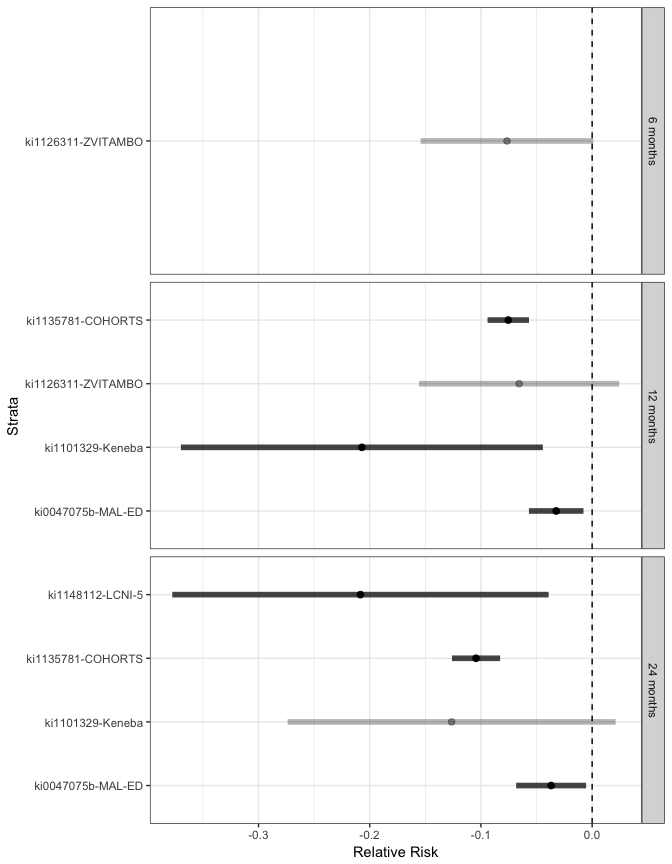 ki1126311-ZVITAMBO
6 months
ki1135781-COHORTS
ki1126311-ZVITAMBO
ki1101329-Keneba
ki0047075b-MAL-ED
12 months
Strata
ki1148112-LCNI-5
ki1135781-COHORTS
ki1101329-Keneba
ki0047075b-MAL-ED
24 months
-0.3 -0.2 -0.1 0.0
Relative Risk